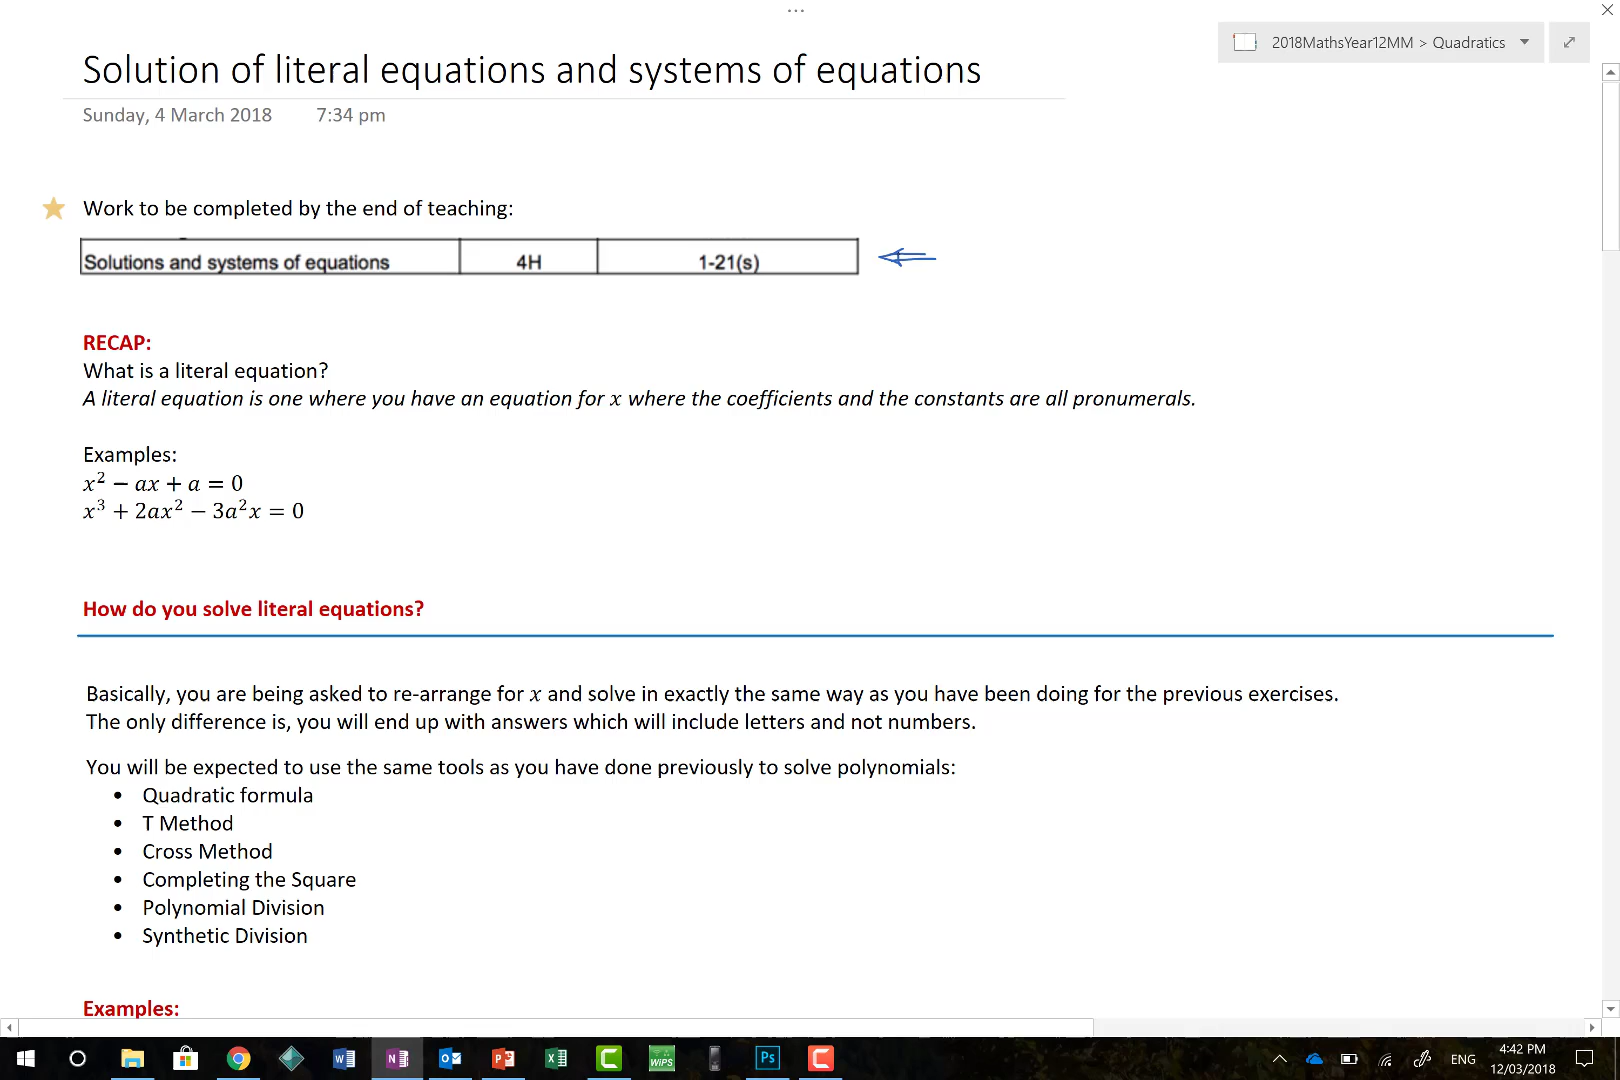 2018MathsYear12MM > Quadratics
Solution of literal equations and systems of equations
Sunday, 4 March 2018 7:34 pm
Work to be completed by the end of teaching:
Solutions and systems of equations 4H 1-21(s)
RECAP:
What is a literal equation?
A literal equation is one where you have an equation for x where the coefficients and the constants are all pronumerals.
Examples:
x² − ax + a = 0
x³ + 2ax² − 3a²x = 0
How do you solve literal equations?
Basically, you are being asked to re-arrange for x and solve in exactly the same way as you have been doing for the previous exercises.
The only difference is, you will end up with answers which will include letters and not numbers.
You will be expected to use the same tools as you have done previously to solve polynomials:
• Quadratic formula
• T Method
• Cross Method
• Completing the Square
• Polynomial Division
• Synthetic Division
Examples:
WiPS
Ps
ENG
4:42 PM
12/03/2018